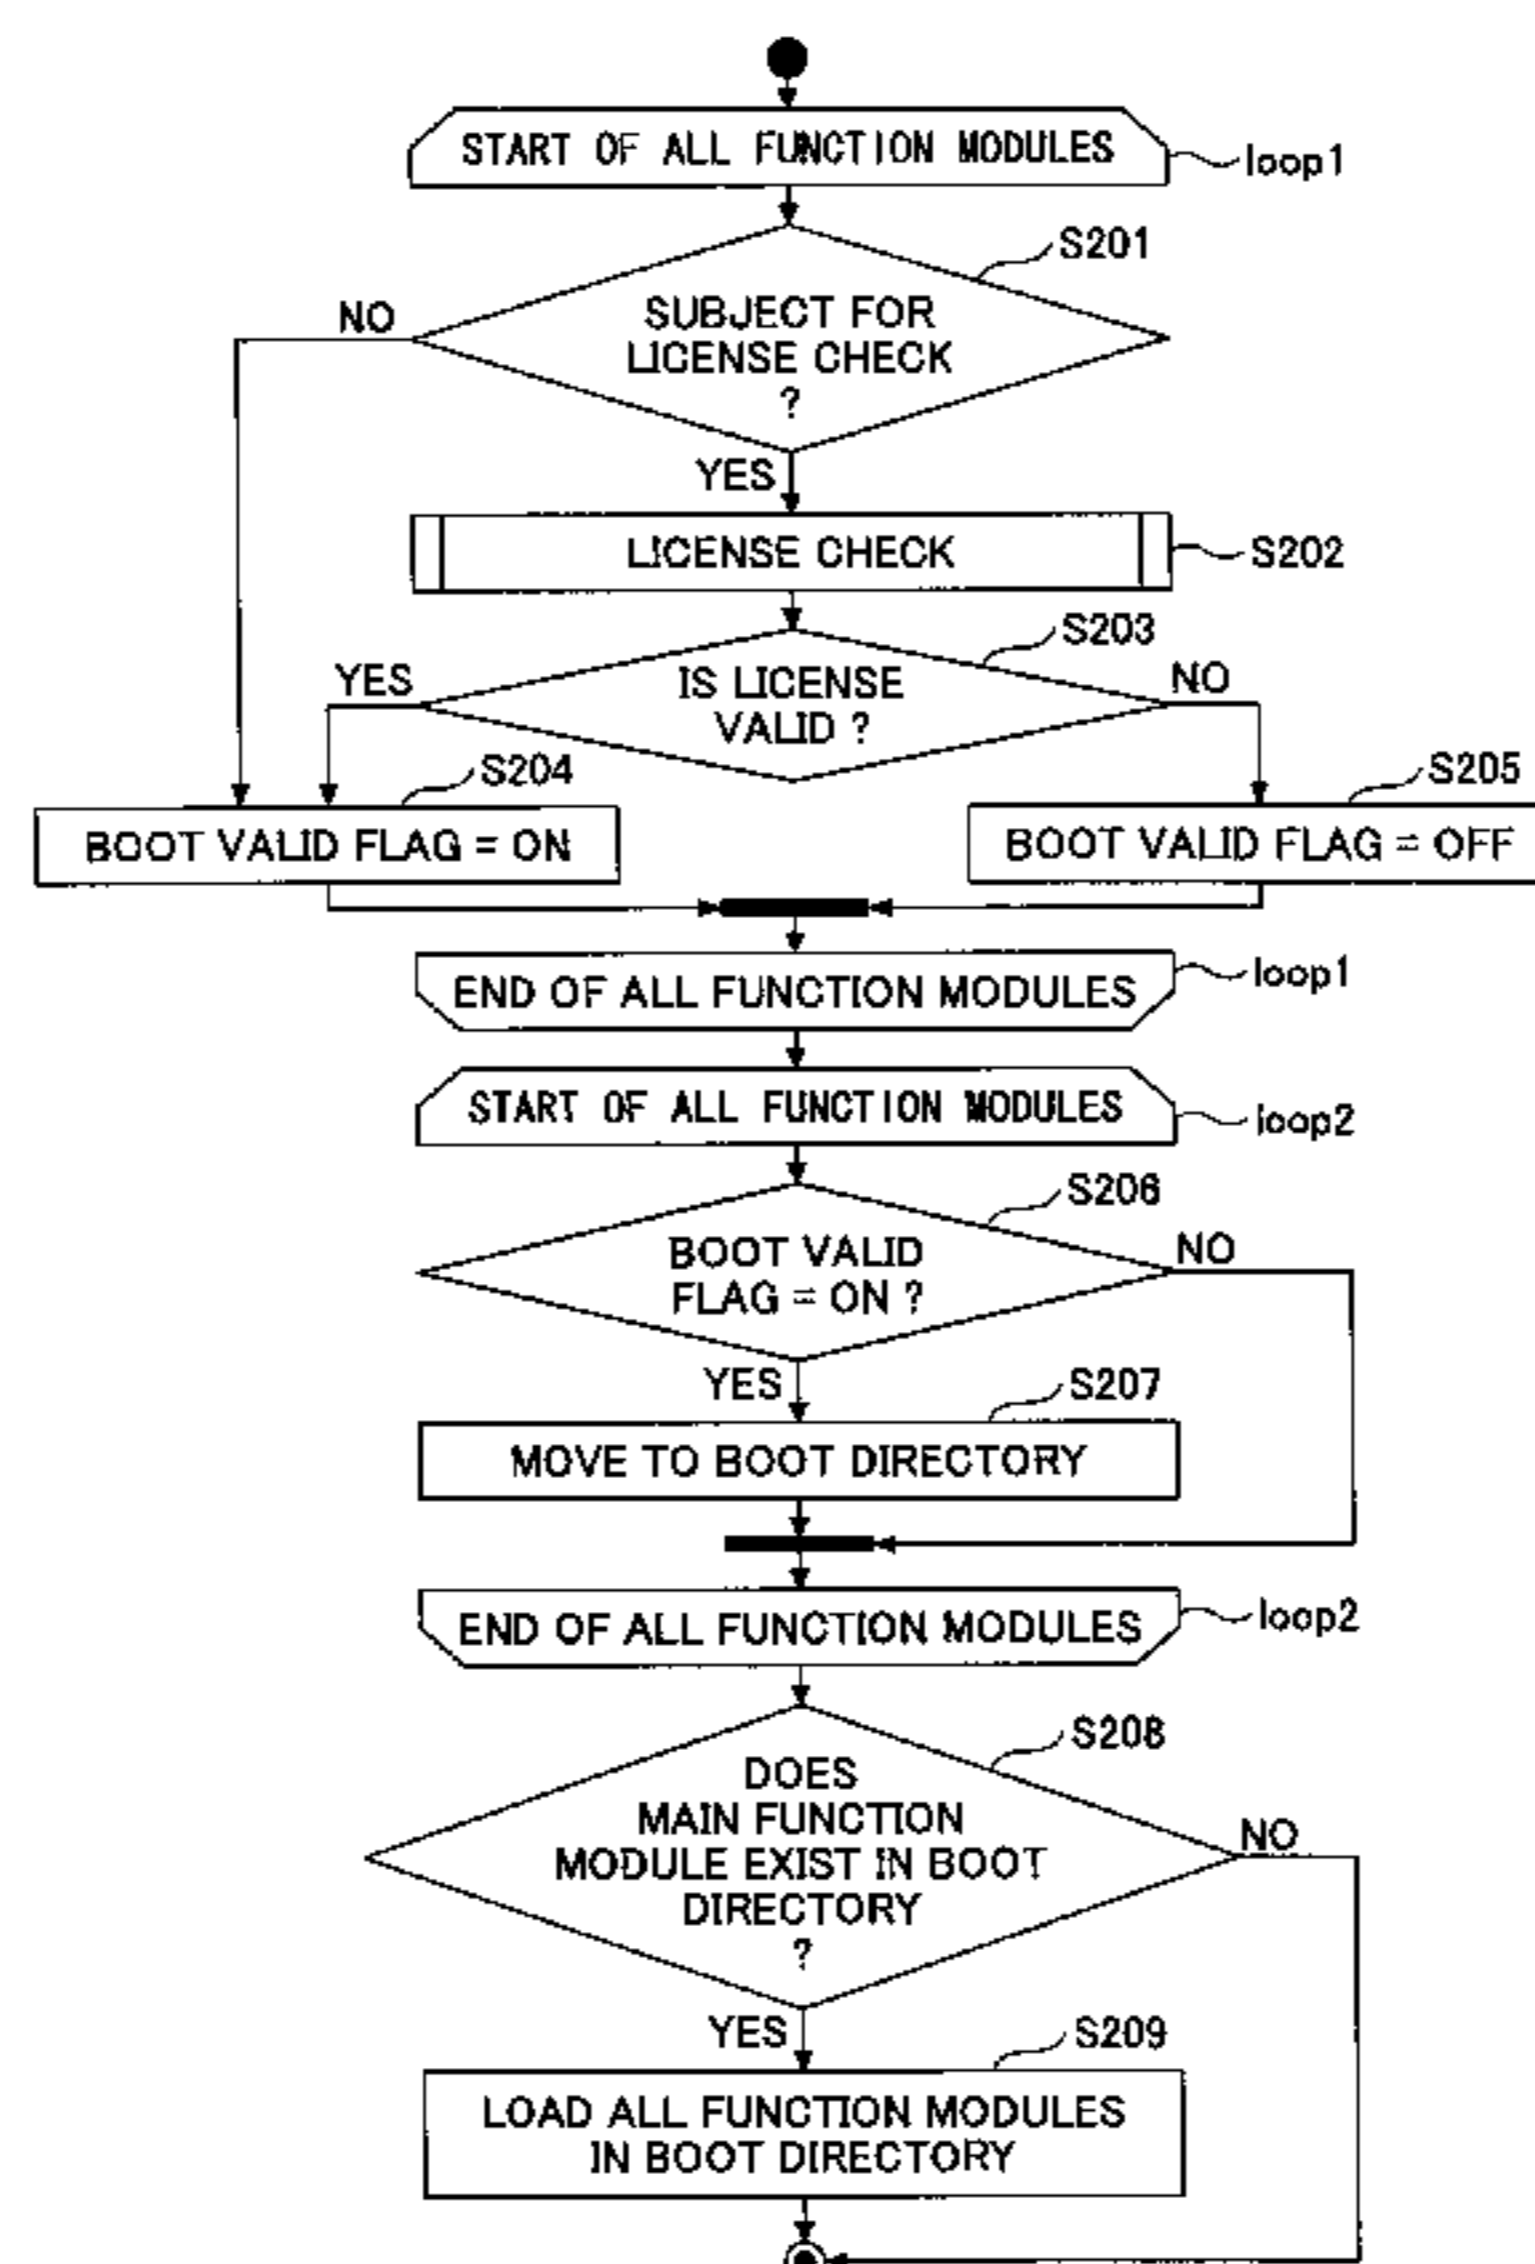 START OF ALL FUNCTION MODULES
loop1
S201
NO
SUBJECT FOR
LICENSE CHECK
?
YES
LICENSE CHECK
S202
S203
YES
IS LICENSE
VALID ?
NO
S204
S205
BOOT VALID FLAG = ON
BOOT VALID FLAG = OFF
END OF ALL FUNCTION MODULES
loop1
START OF ALL FUNCTION MODULES
loop2
S206
BOOT VALID
FLAG = ON ?
NO
YES
S207
MOVE TO BOOT DIRECTORY
END OF ALL FUNCTION MODULES
loop2
S208
DOES
MAIN FUNCTION
MODULE EXIST IN BOOT
DIRECTORY
?
NO
YES
S209
LOAD ALL FUNCTION MODULES
IN BOOT DIRECTORY